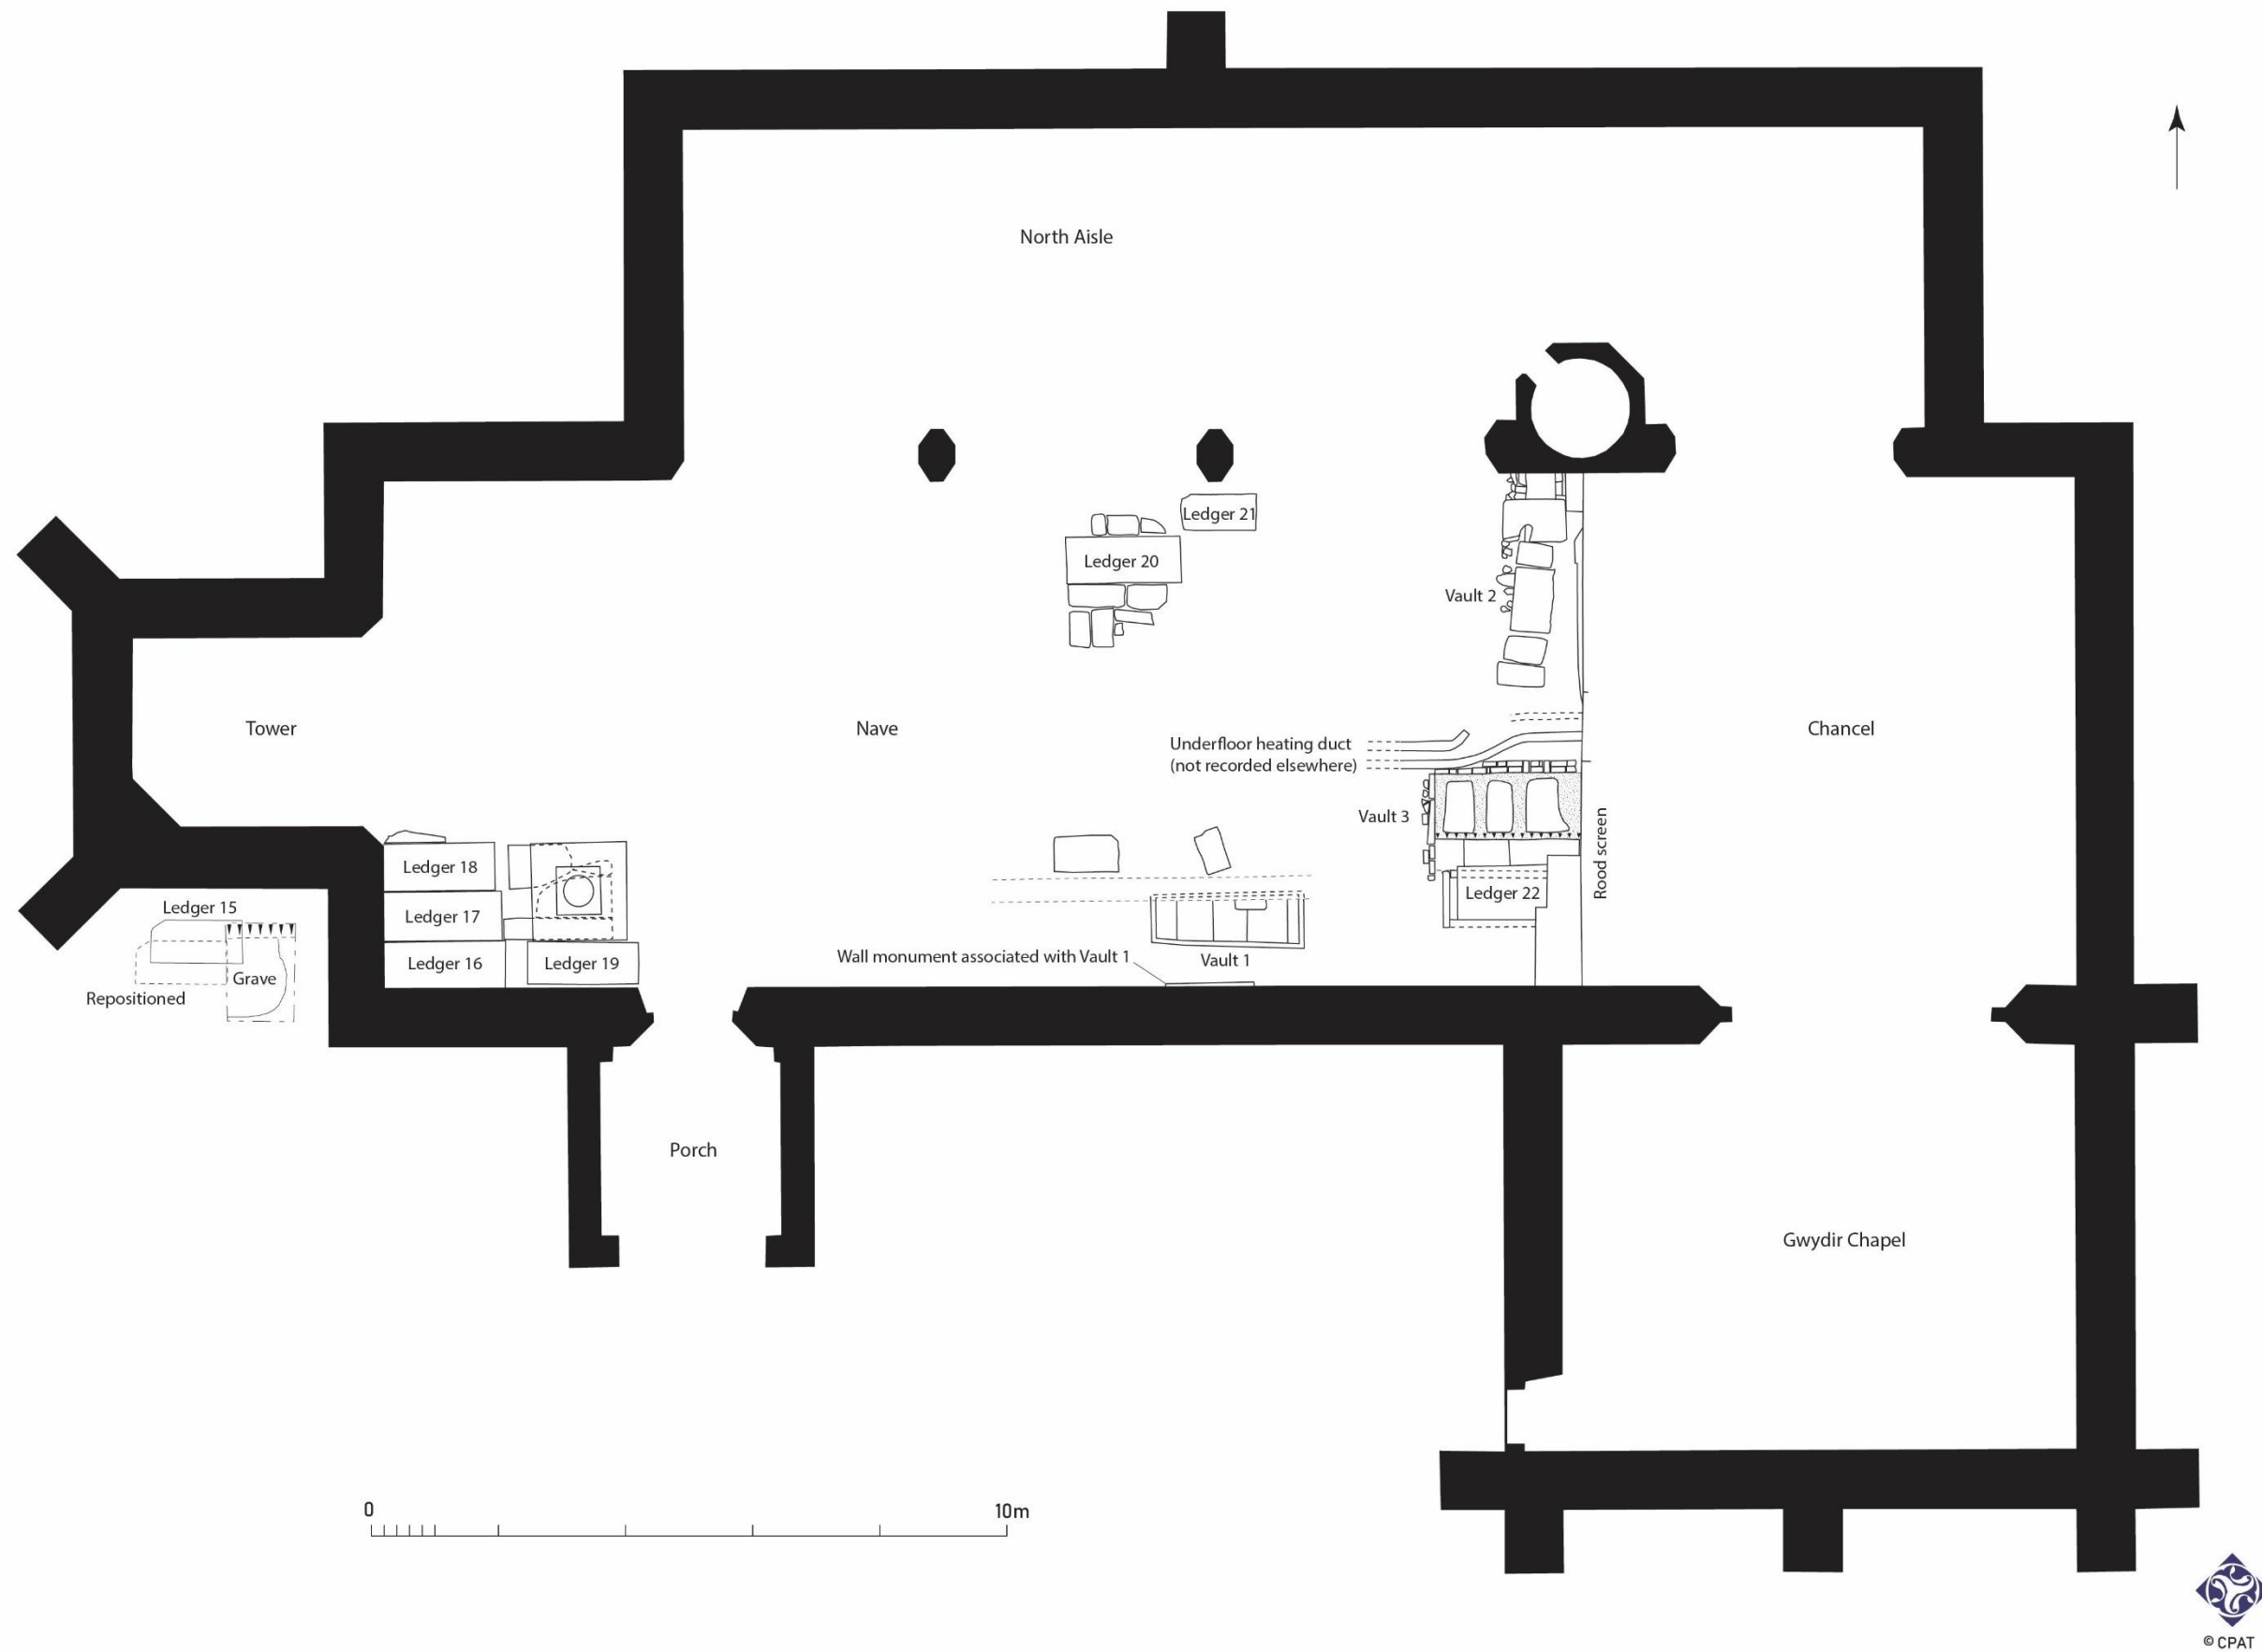 North Aisle
Ledger 21
Ledger 20
Vault 2
Tower
Nave
Chancel
Underfloor heating duct
(not recorded elsewhere)
Vault 3
Rood screen
Ledger 18
Ledger 17
Ledger 16
Ledger 19
Ledger 22
Ledger 15
Grave
Repositioned
Wall monument associated with Vault 1
Vault 1
Porch
Gwydir Chapel
0
10m
© CPAT